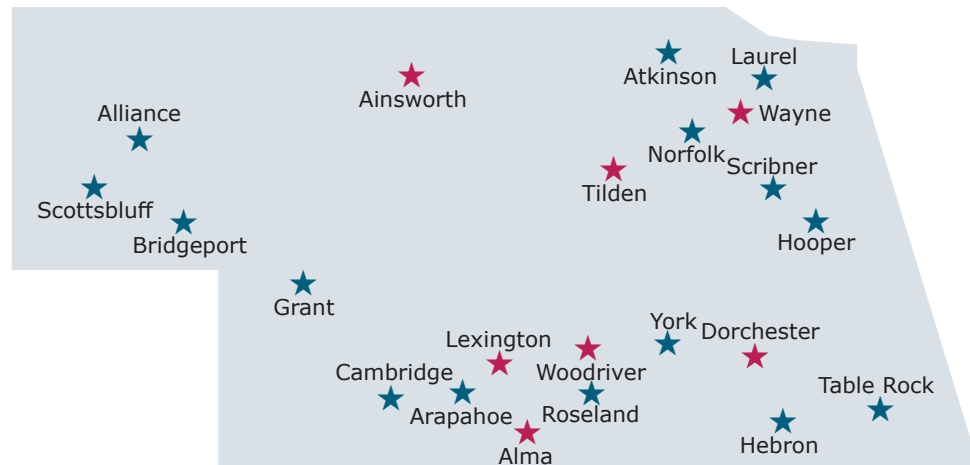 Laurel
Atkinson
Ainsworth
Alliance
Wayne
Norfolk
Scribner
Tilden
Scottsbluff
Bridgeport
Hooper
Grant
York
Dorchester
Lexington
Cambridge
Woodriver
Table Rock
Arapahoe
Roseland
Hebron
Alma